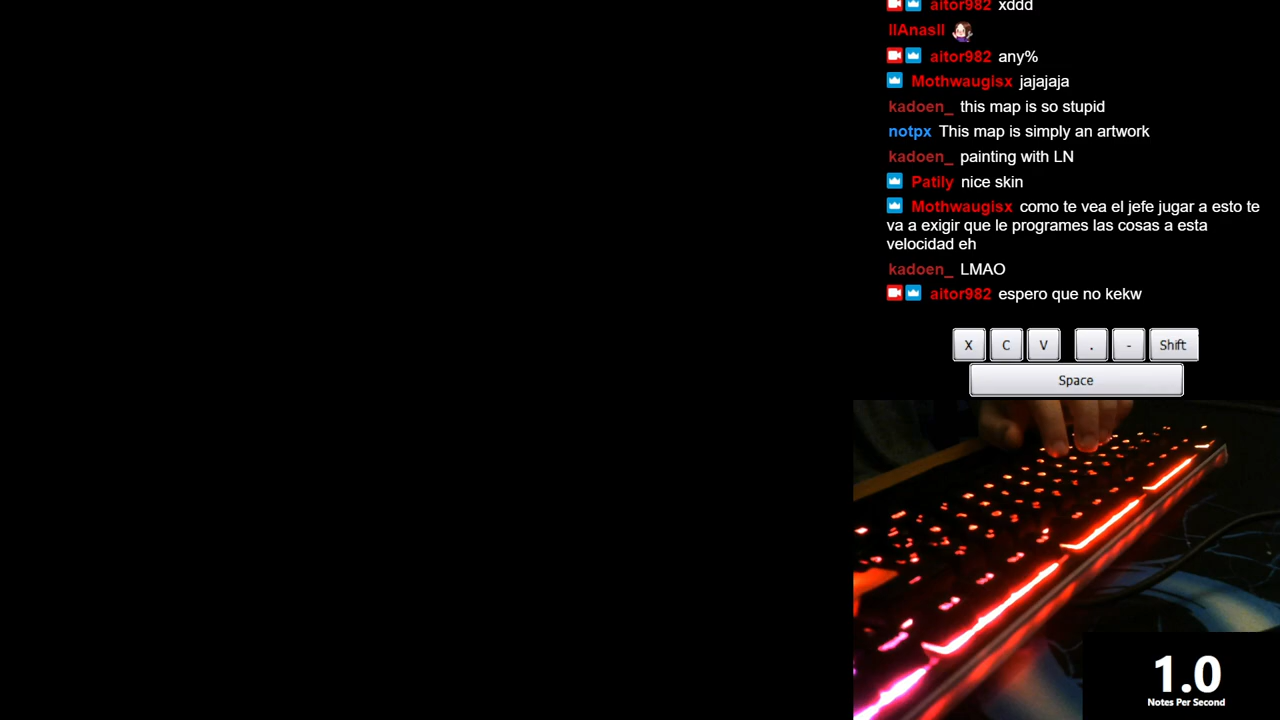 aitor982 xddd
llAnasll
aitor982 any%
Mothwaugisx jajajaja
kadoen_ this map is so stupid
notpx This map is simply an artwork
kadoen_ painting with LN
Patily nice skin
Mothwaugisx como te vea el jefe jugar a esto te
va a exigir que le programes las cosas a esta
velocidad eh
kadoen_ LMAO
aitor982 espero que no kekw
X C V . - Shift
Space
1.0
Notes Per Second